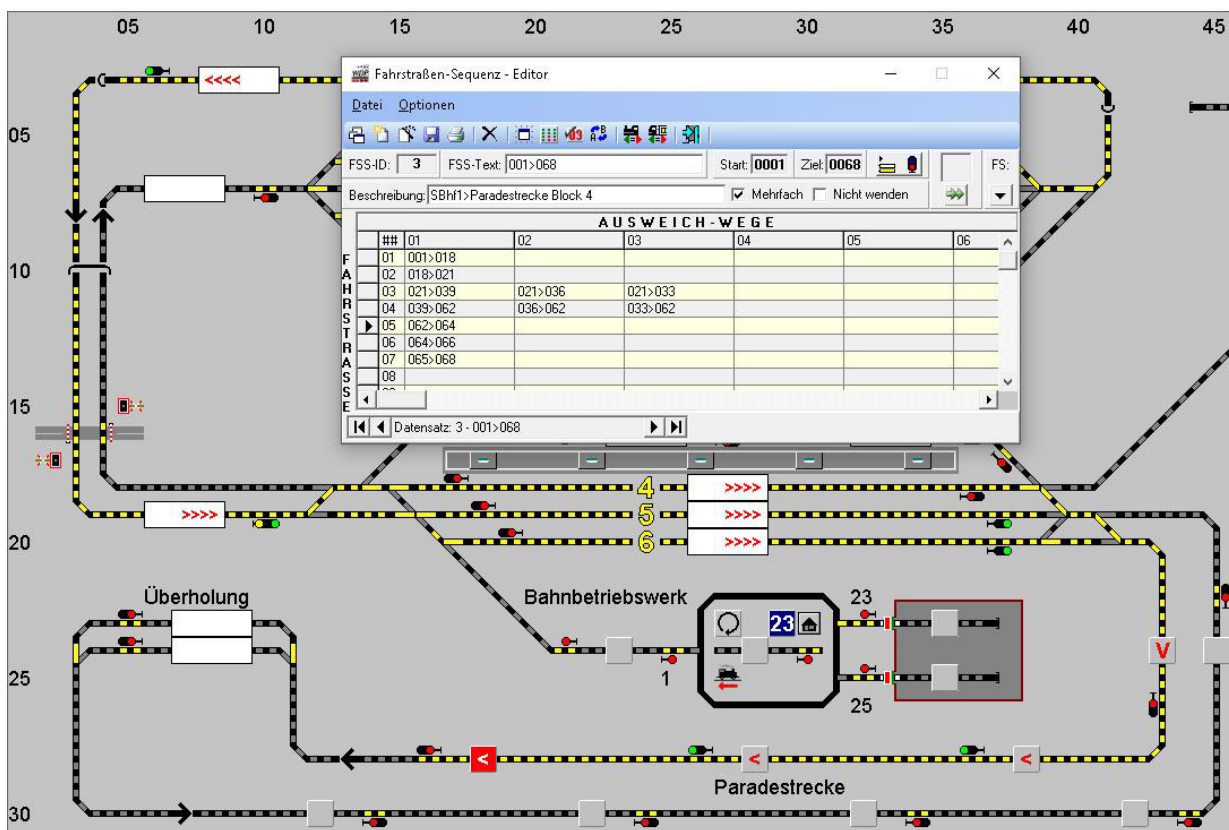 05 10 15 20 25 30 35 40 45
<<<<
WDP Fahrstraßen-Sequenz - Editor
Datei Optionen
FSS-ID: 3 FSS-Text: 001>068 Start: 0001 Ziel: 0068 FS:
Beschreibung: SBhf1>Paradestrecke Block 4 Mehrfach Nicht wenden
AUSWEICH-WEGE
FAHRSTRASSE
## 01 02 03 04 05 06
01 001>018
02 018>021
03 021>039 021>036 021>033
04 039>062 036>062 033>062
05 062>064
06 064>066
07 065>068
08
Datensatz: 3 - 001>068
05
10
15
4 >>>>
>>>> 5 >>>>
20
6 >>>>
Überholung Bahnbetriebswerk 23
23
V
25
1
25
< < <
Paradestrecke
30